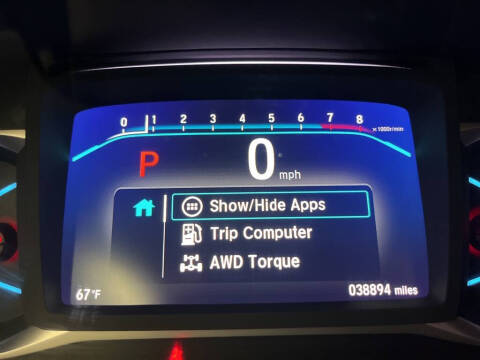 0 1 2 3 4 5 6 7 8 x1000r/min
P 0 mph
Show/Hide Apps
Trip Computer
AWD Torque
67°F 038894 miles